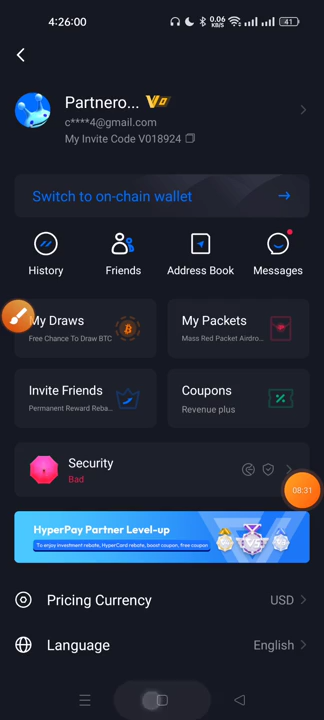 4:26:00
0.06
KB/S
41
Partnero... V0
c****4@gmail.com
My Invite Code V018924
Switch to on-chain wallet
History
Friends
Address Book
Messages
My Draws
Free Chance To Draw BTC
My Packets
Mass Red Packet Airdro...
Invite Friends
Permanent Reward Reba...
Coupons
Revenue plus
Security
Bad
08:31
HyperPay Partner Level-up
To enjoy investment rebate, HyperCard rebate, boost coupon, free coupon
Pricing Currency
USD
Language
English